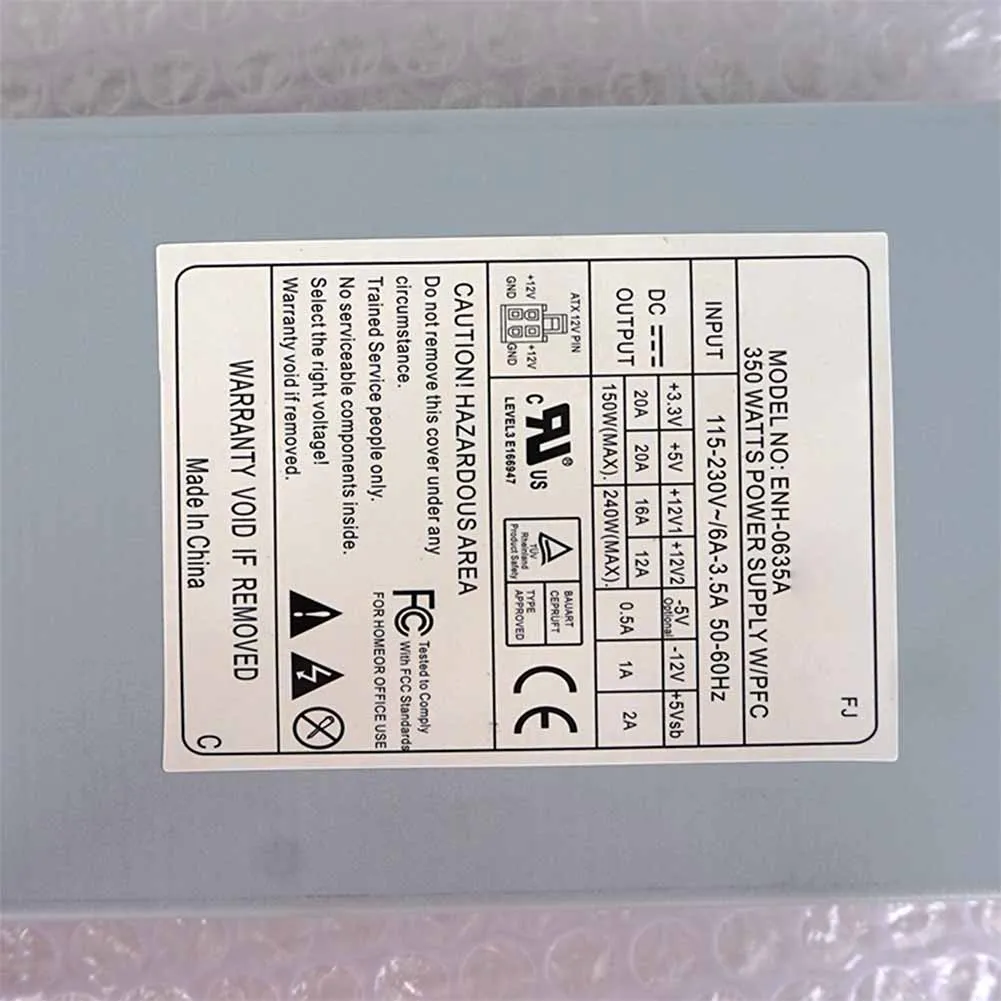 FJ
MODEL NO: ENH-0635A
350 WATTS POWER SUPPLY W/PFC
INPUT 115-230V~/6A-3.5A 50-60Hz
DC +3.3V +5V +12V1 +12V2 -5V Optional -12V +5Vsb
OUTPUT 20A 20A 16A 12A 0.5A 1A 2A
150W(MAX). 240W(MAX).
ATX 12V PIN
+12V +12V
GND GND
C UL ® US
LEVEL3 E166947
TÜV
Rheinland
Product Safety
BAUART
CEPRUFT
TYPE
APPROVED
CE
CAUTION! HAZARDOUS AREA
Do not remove this cover under any
circumstance.
Trained Service people only.
No serviceable components inside.
Select the right voltage!
Warranty void if removed.
FC Tested to Comply
With FCC Standards
FOR HOMEOR OFFICE USE
WARRANTY VOID IF REMOVED
Made In China
C